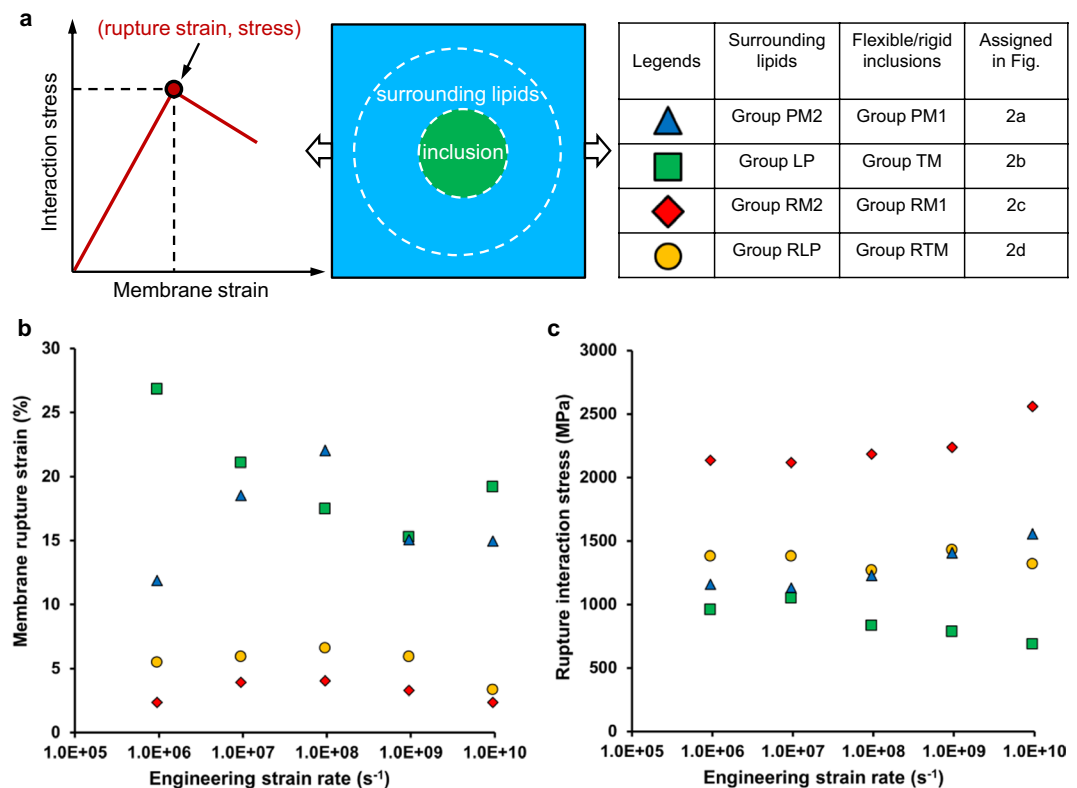 a
(rupture strain, stress)
Interaction stress
Membrane strain
surrounding lipids
inclusion
Legends
Surrounding
lipids
Flexible/rigid
inclusions
Assigned
in Fig.
Group PM2
Group PM1
2a
Group LP
Group TM
2b
Group RM2
Group RM1
2c
Group RLP
Group RTM
2d
b
Membrane rupture strain (%)
30
25
20
15
10
5
0
1.0E+05
1.0E+06
1.0E+07
1.0E+08
1.0E+09
1.0E+10
Engineering strain rate (s⁻¹)
c
Rupture interaction stress (MPa)
3000
2500
2000
1500
1000
500
0
1.0E+05
1.0E+06
1.0E+07
1.0E+08
1.0E+09
1.0E+10
Engineering strain rate (s⁻¹)